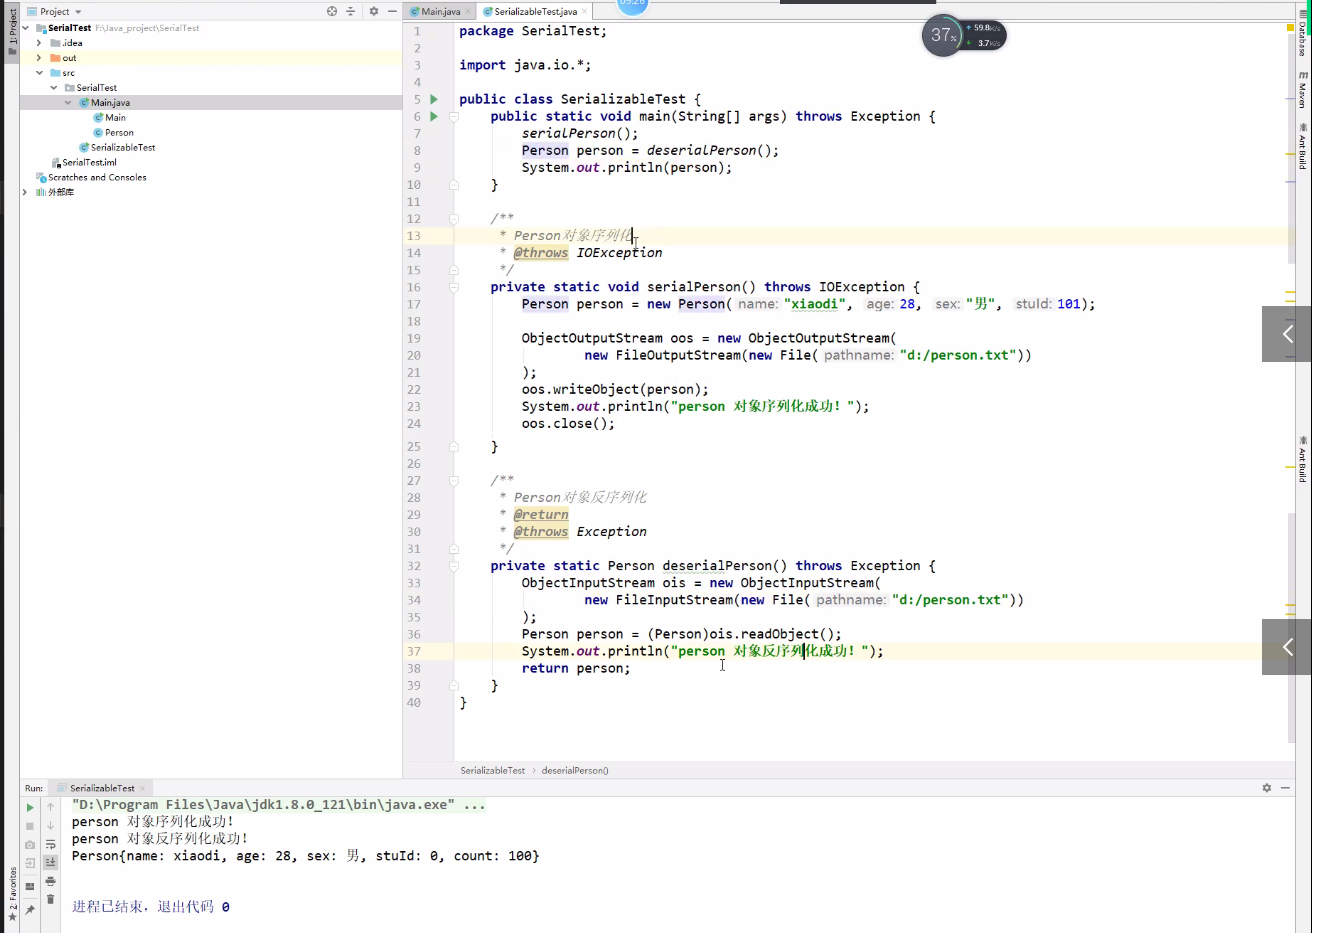 Project
SerialTest F:\Java_project\SerialTest
.idea
out
src
SerialTest
Main.java
Main
Person
SerializableTest
SerialTest.iml
Scratches and Consoles
外部库
1: Project
2: Favorites
Main.java
SerializableTest.java
09:26
37%
59.8K/s
3.7K/s
Database
Maven
Ant Build
Ant Build
1 package SerialTest;
2
3 import java.io.*;
4
5 public class SerializableTest {
6 public static void main(String[] args) throws Exception {
7 serialPerson();
8 Person person = deserialPerson();
9 System.out.println(person);
10 }
11
12 /**
13 * Person对象序列化
14 * @throws IOException
15 */
16 private static void serialPerson() throws IOException {
17 Person person = new Person( name: "xiaodi", age: 28, sex: "男", stuId: 101);
18
19 ObjectOutputStream oos = new ObjectOutputStream(
20 new FileOutputStream(new File( pathname: "d:/person.txt"))
21 );
22 oos.writeObject(person);
23 System.out.println("person 对象序列化成功！");
24 oos.close();
25 }
26
27 /**
28 * Person对象反序列化
29 * @return
30 * @throws Exception
31 */
32 private static Person deserialPerson() throws Exception {
33 ObjectInputStream ois = new ObjectInputStream(
34 new FileInputStream(new File( pathname: "d:/person.txt"))
35 );
36 Person person = (Person)ois.readObject();
37 System.out.println("person 对象反序列化成功！");
38 return person;
39 }
40 }
SerializableTest › deserialPerson()
Run: SerializableTest
"D:\Program Files\Java\jdk1.8.0_121\bin\java.exe" ...
person 对象序列化成功！
person 对象反序列化成功！
Person{name: xiaodi, age: 28, sex: 男, stuId: 0, count: 100}
进程已结束，退出代码 0